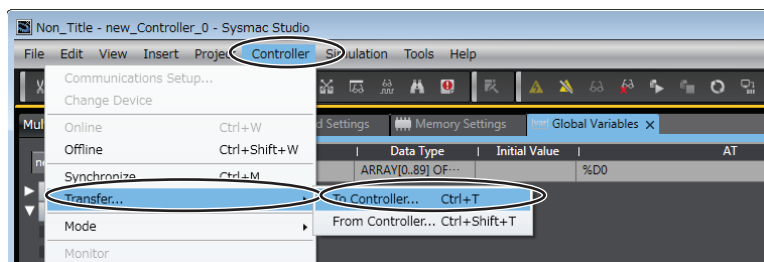 Non_Title - new_Controller_0 - Sysmac Studio
File Edit View Insert Project Controller Simulation Tools Help
Communications Setup...
Change Device
Online Ctrl+W
Offline Ctrl+Shift+W
Synchronize Ctrl+M
Transfer...
Mode
Monitor
To Controller... Ctrl+T
From Controller... Ctrl+Shift+T
Settings Memory Settings Global Variables
Data Type Initial Value AT
ARRAY[0..89] OF... %D0